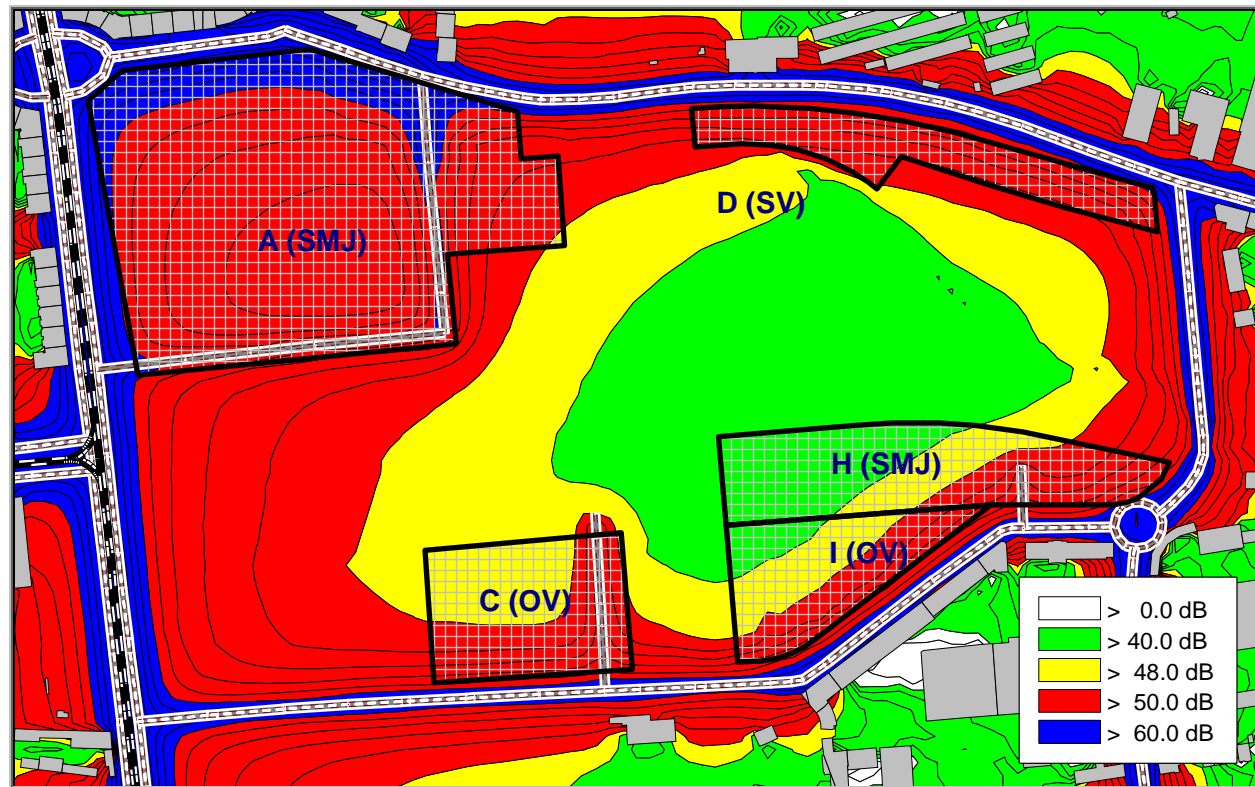 D (SV)
A (SMJ)
H (SMJ)
I (OV)
C (OV)
> 0.0 dB
> 40.0 dB
> 48.0 dB
> 50.0 dB
> 60.0 dB